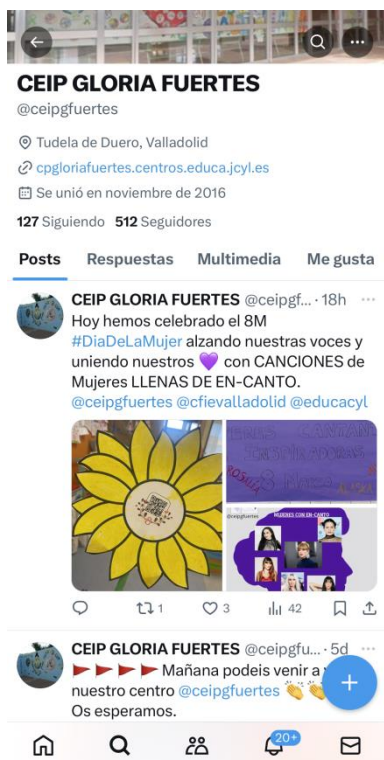 CEIP GLORIA FUERTES
@ceipgfuertes
Tudela de Duero, Valladolid
cpgloriafuertes.centros.educa.jcyl.es
Se unió en noviembre de 2016
127 Siguiendo 512 Seguidores
Posts Respuestas Multimedia Me gusta
CEIP GLORIA FUERTES @ceipgf... · 18h
Hoy hemos celebrado el 8M
#DiaDeLaMujer alzando nuestras voces y
uniendo nuestros 💜 con CANCIONES de
Mujeres LLENAS DE EN-CANTO.
@ceipgfuertes @cfievalladolid @educacyl
8 Marzo
@ceipgfuertes MUJERES CON EN-CANTO
1 3 42
CEIP GLORIA FUERTES @ceipgfu... · 5d
🚩🚩🚩🚩 Mañana podeis venir a
nuestro centro @ceipgfuertes 👏👏
Os esperamos.
20+